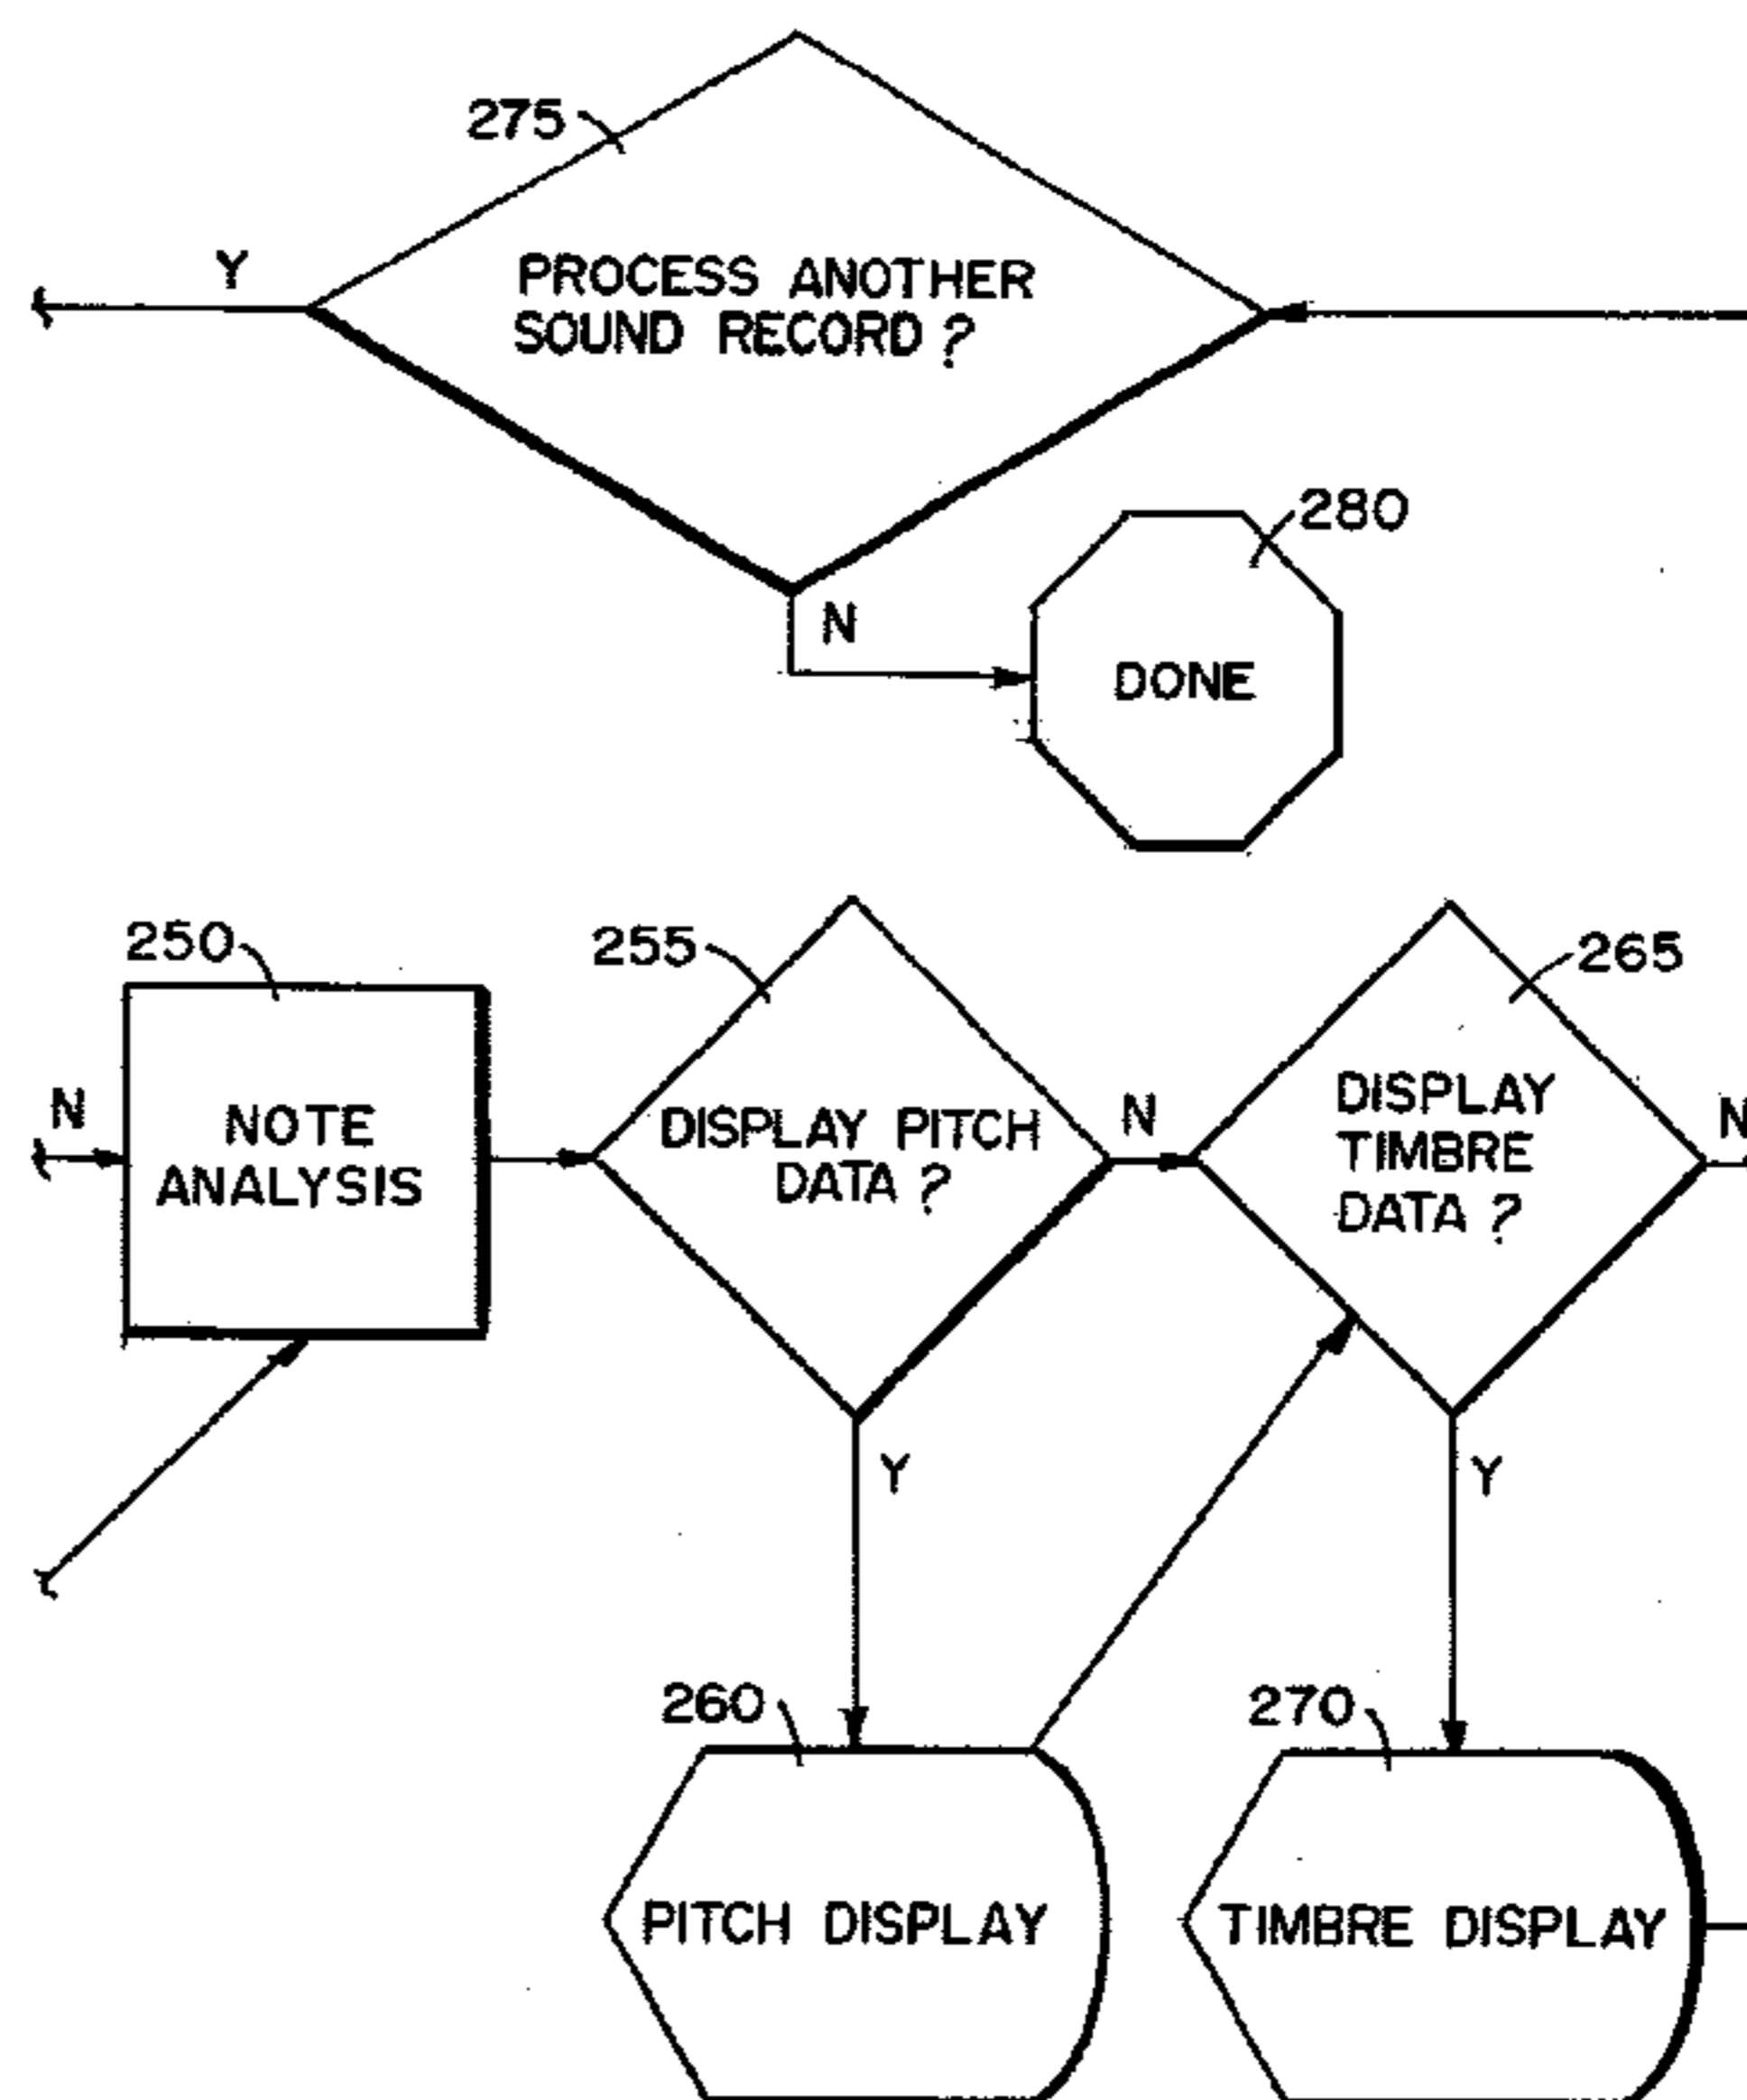 275
Y
PROCESS ANOTHER
SOUND RECORD ?
280
N
DONE
250
255
265
N
NOTE
ANALYSIS
DISPLAY PITCH
DATA ?
N
DISPLAY
TIMBRE
DATA ?
N
Y
Y
260
270
PITCH DISPLAY
TIMBRE DISPLAY